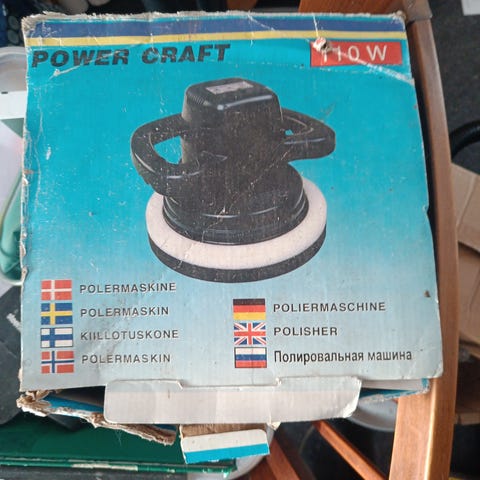 POWER CRAFT
110 W
POLERMASKINE
POLERMASKIN
KIILLOTUSKONE
POLERMASKIN
POLIERMASCHINE
POLISHER
Полировальная машина